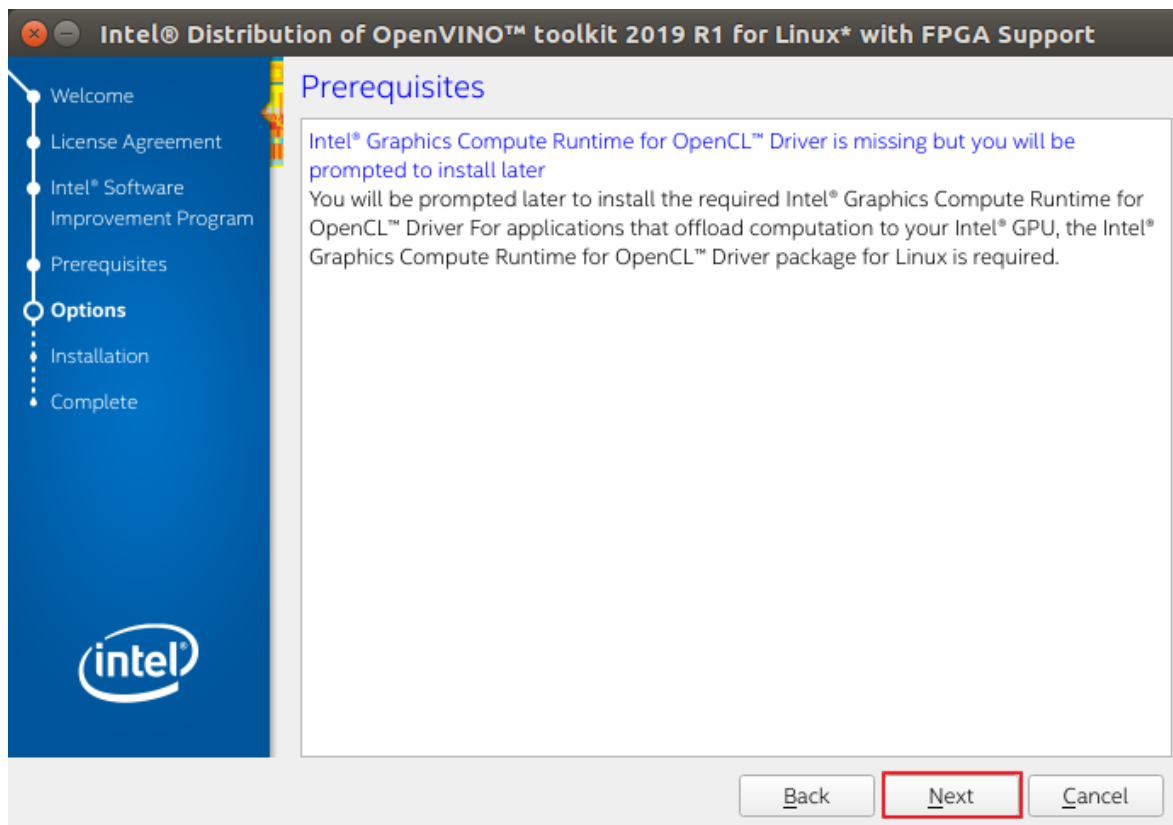 Intel® Distribution of OpenVINO™ toolkit 2019 R1 for Linux* with FPGA Support
Welcome
License Agreement
Intel® Software
Improvement Program
Prerequisites
Options
Installation
Complete
intel®
Prerequisites
Intel® Graphics Compute Runtime for OpenCL™ Driver is missing but you will be
prompted to install later
You will be prompted later to install the required Intel® Graphics Compute Runtime for
OpenCL™ Driver For applications that offload computation to your Intel® GPU, the Intel®
Graphics Compute Runtime for OpenCL™ Driver package for Linux is required.
Back
Next
Cancel